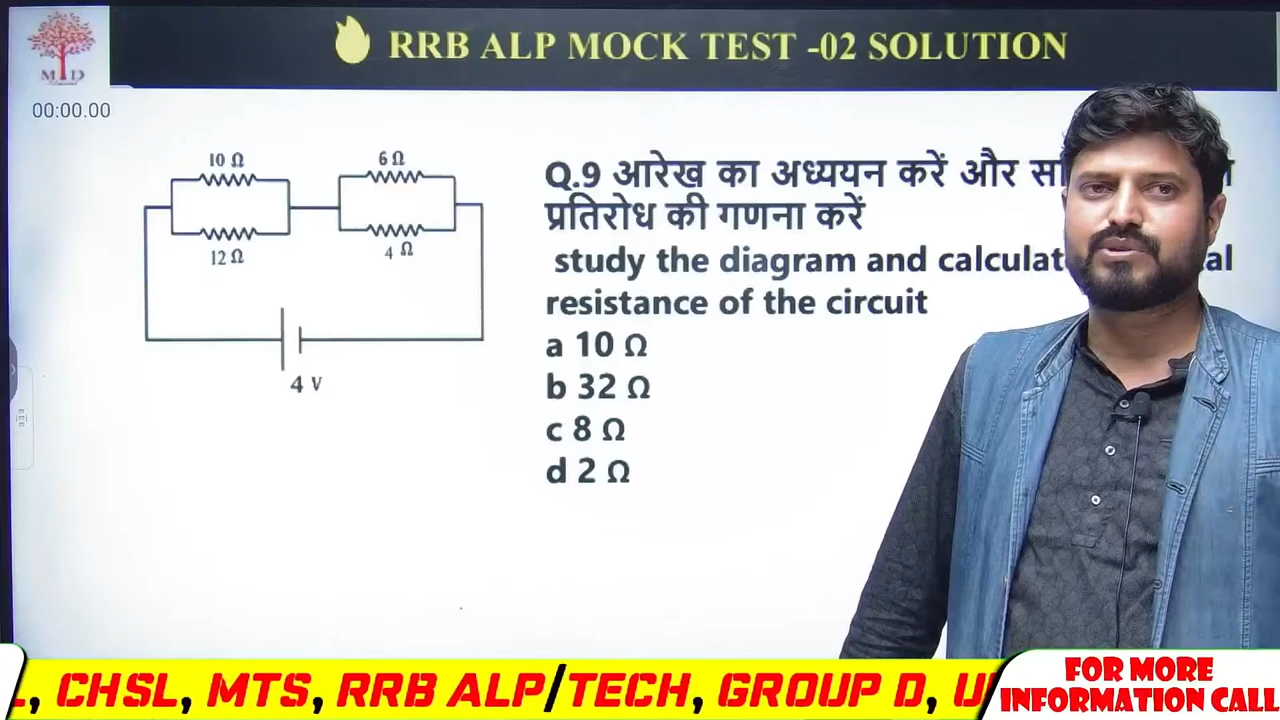 RRB ALP MOCK TEST -02 SOLUTION
M D
00:00.00
10 Ω
6 Ω
12 Ω
4 Ω
4 V
Q.9 आरेख का अध्ययन करें और
प्रतिरोध की गणना करें
study the diagram and
resistance of the circuit
a 10 Ω
b 32 Ω
c 8 Ω
d 2 Ω
CHSL, MTS, RRB ALP/TECH, GROUP D,
FOR MORE
INFORMATION CALL